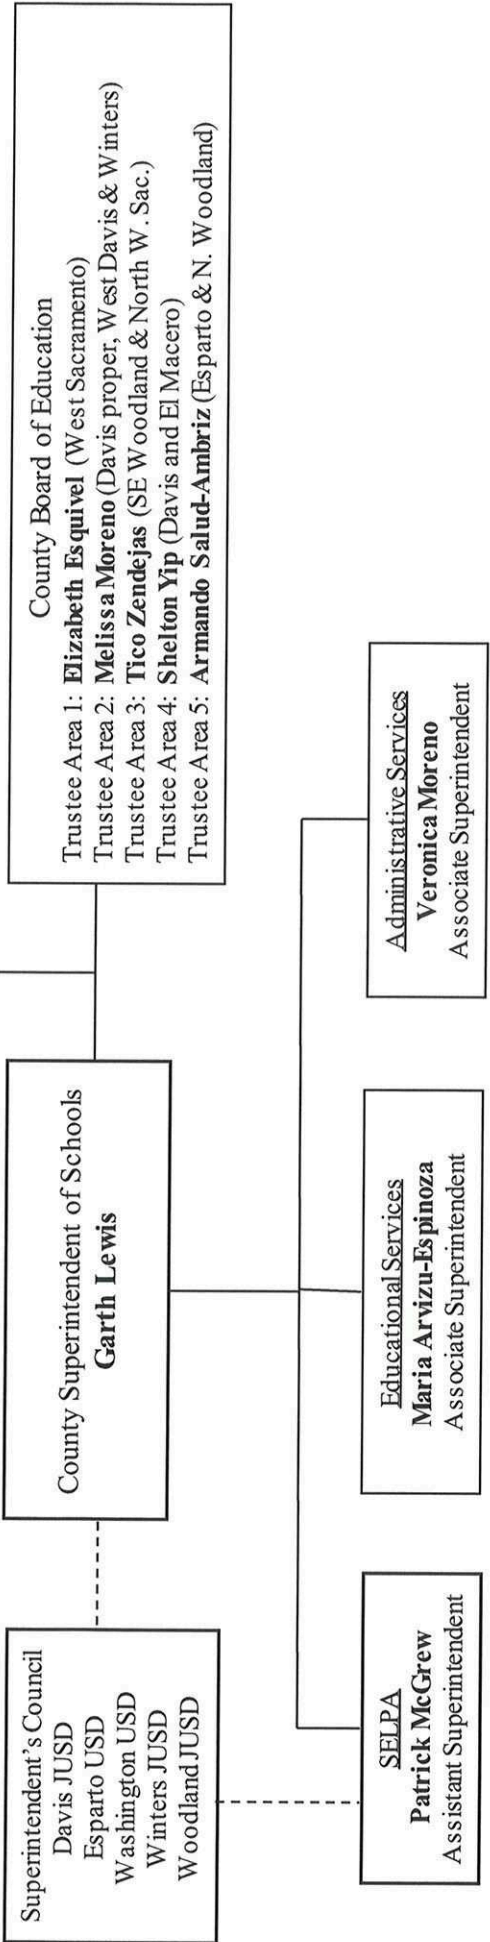 Superintendent's Council
Davis JUSD
Esparto USD
Washington USD
Winters JUSD
Woodland JUSD
County Superintendent of Schools
Garth Lewis
County Board of Education
Trustee Area 1: Elizabeth Esquivel (West Sacramento)
Trustee Area 2: Melissa Moreno (Davis proper, West Davis & Winters)
Trustee Area 3: Tico Zendejas (SE Woodland & North W. Sac.)
Trustee Area 4: Shelton Yip (Davis and El Macero)
Trustee Area 5: Armando Salud-Ambriz (Esparto & N. Woodland)
SELPA
Patrick McGrew
Assistant Superintendent
Educational Services
Maria Arvizu-Espinoza
Associate Superintendent
Administrative Services
Veronica Moreno
Associate Superintendent